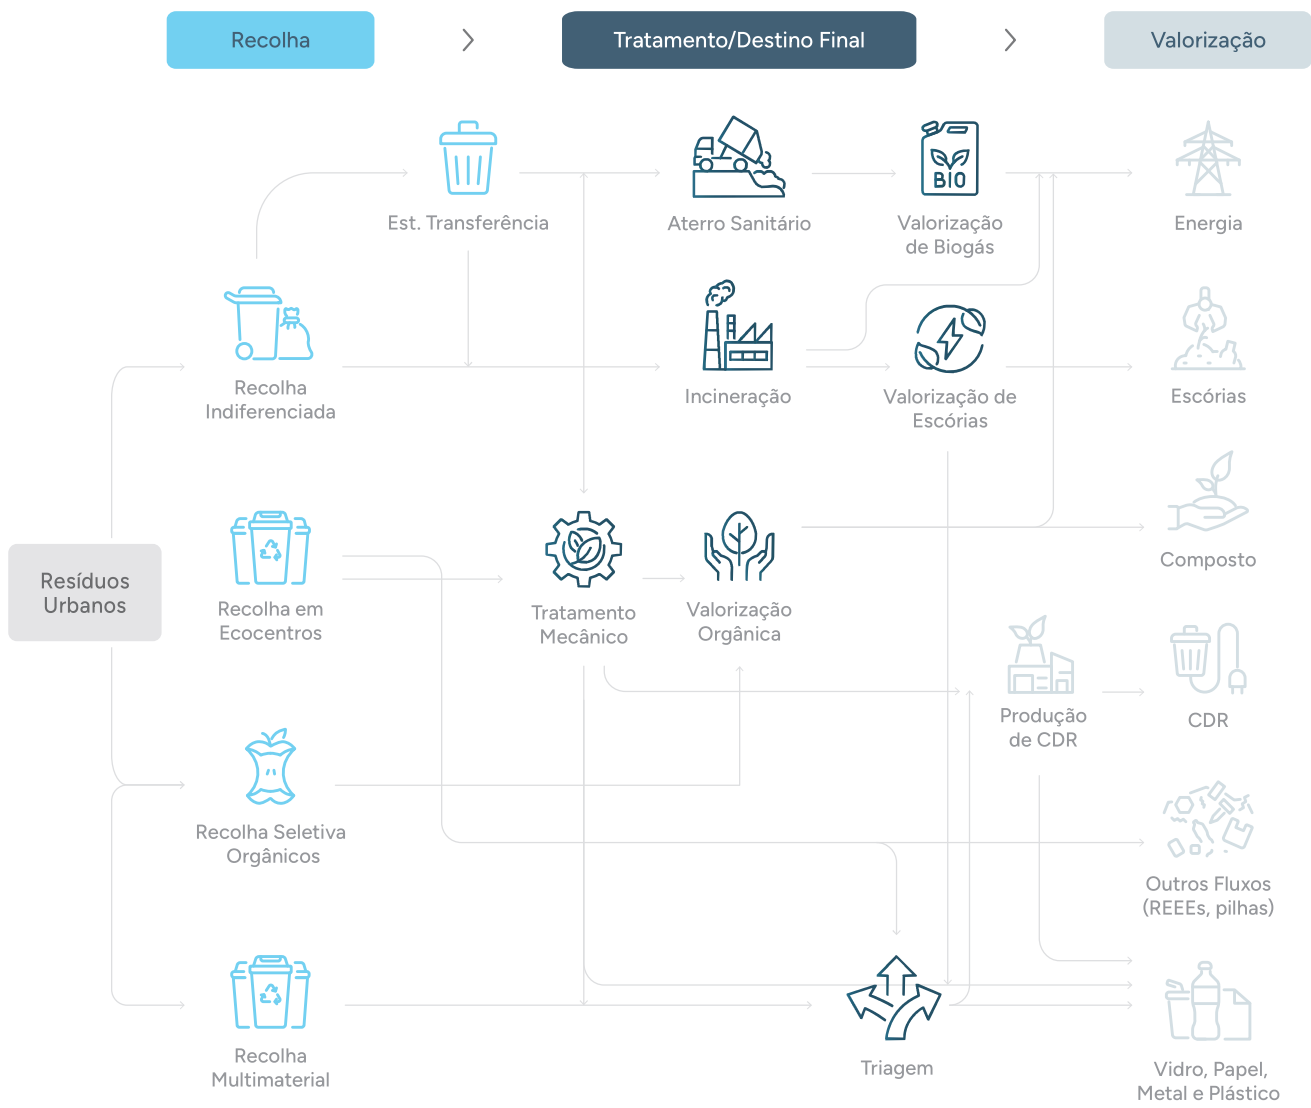 Recolha
Tratamento/Destino Final
Valorização
Est. Transferência
Aterro Sanitário
BIO
Valorização
de Biogás
Energia
Recolha
Indiferenciada
Incineração
Valorização de
Escórias
Escórias
Resíduos
Urbanos
Recolha em
Ecocentros
Tratamento
Mecânico
Valorização
Orgânica
Composto
Produção
de CDR
CDR
Recolha Seletiva
Orgânicos
Outros Fluxos
(REEEs, pilhas)
Recolha
Multimaterial
Triagem
Vidro, Papel,
Metal e Plástico